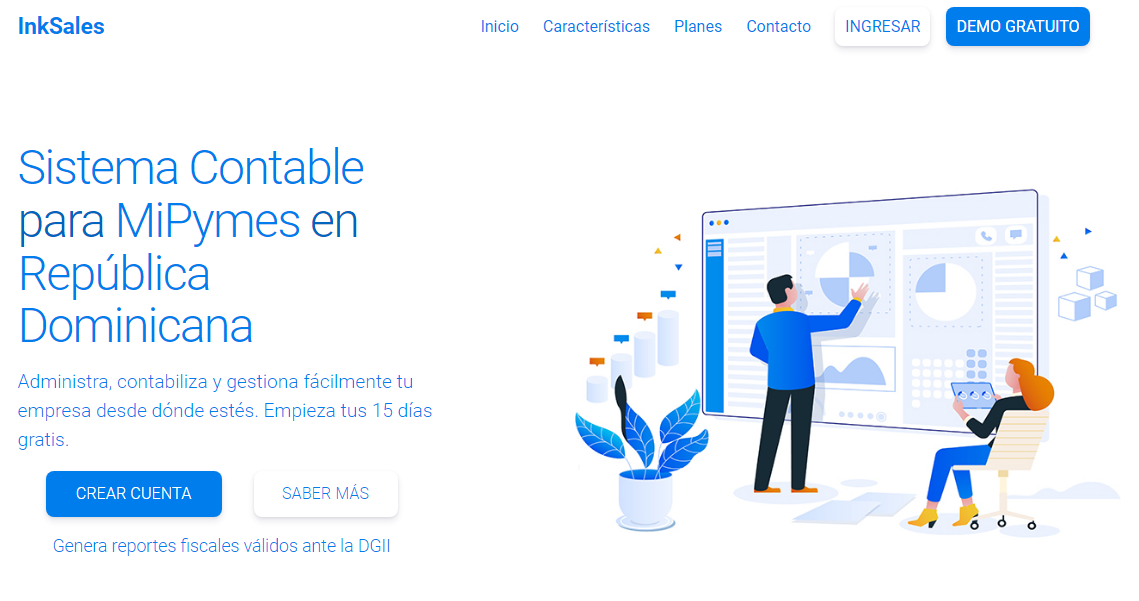 InkSales
Inicio Características Planes Contacto INGRESAR DEMO GRATUITO
Sistema Contable
para MiPymes en
República
Dominicana
Administra, contabiliza y gestiona fácilmente tu
empresa desde dónde estés. Empieza tus 15 días
gratis.
CREAR CUENTA SABER MÁS
Genera reportes fiscales válidos ante la DGII